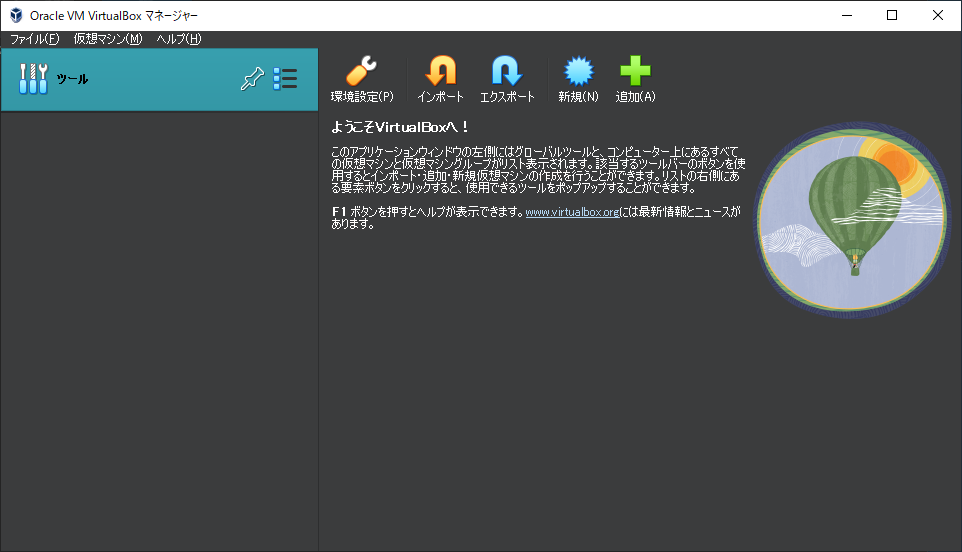 Oracle VM VirtualBox マネージャー
ファイル(F) 仮想マシン(M) ヘルプ(H)
ツール
環境設定(P) インポート エクスポート 新規(N) 追加(A)
ようこそVirtualBoxへ！
このアプリケーションウィンドウの左側にはグローバルツールと、コンピューター上にあるすべて
の仮想マシンと仮想マシングループがリスト表示されます。該当するツールバーのボタンを使
用するとインポート・追加・新規仮想マシンの作成を行うことができます。リストの右側にあ
る要素ボタンをクリックすると、使用できるツールをポップアップすることができます。
F1 ボタンを押すとヘルプが表示できます。www.virtualbox.orgには最新情報とニュースが
あります。